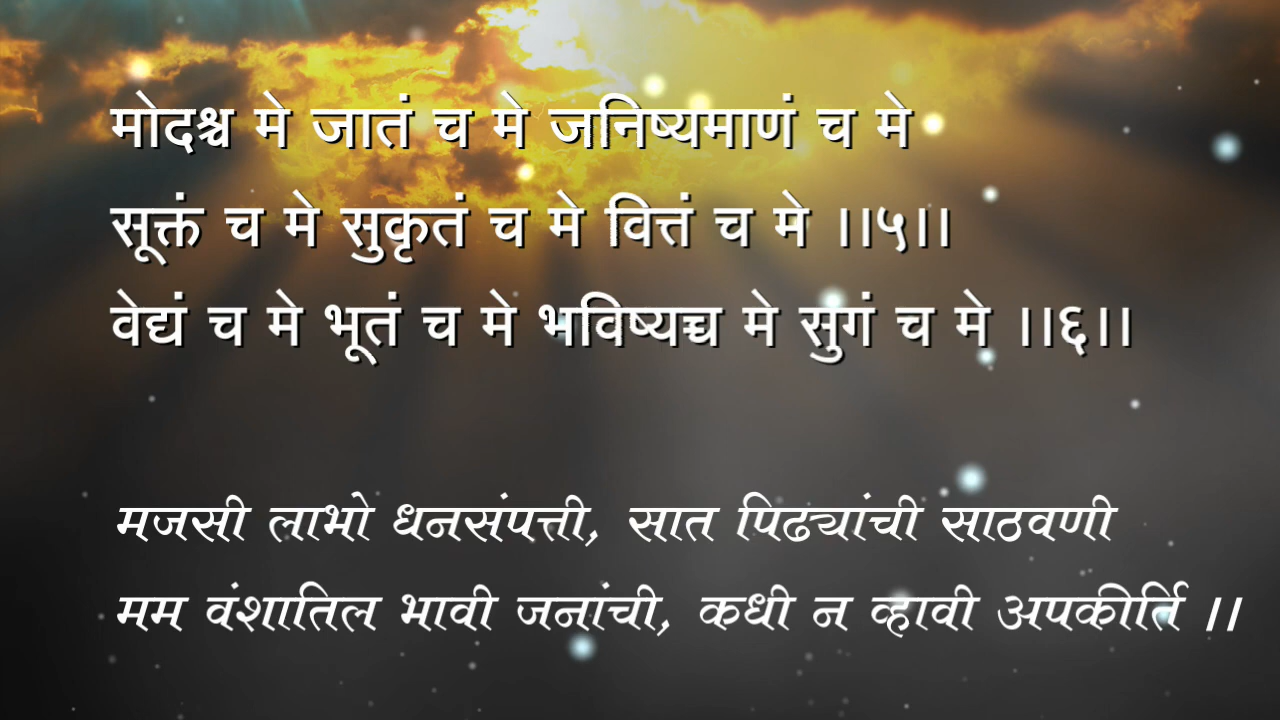 मोदश्च मे जातं च मे जनिष्यमाणं च मे
सूक्तं च मे सुकृतं च मे वित्तं च मे ।।५।।
वेद्यं च मे भूतं च मे भविष्यच्च मे सुगं च मे ।।६।।
मजसी लाभो धनसंपत्ती, सात पिढ्यांची साठवणी
मम वंशातिल भावी जनांची, कधी न व्हावी अपकीर्ति ।।